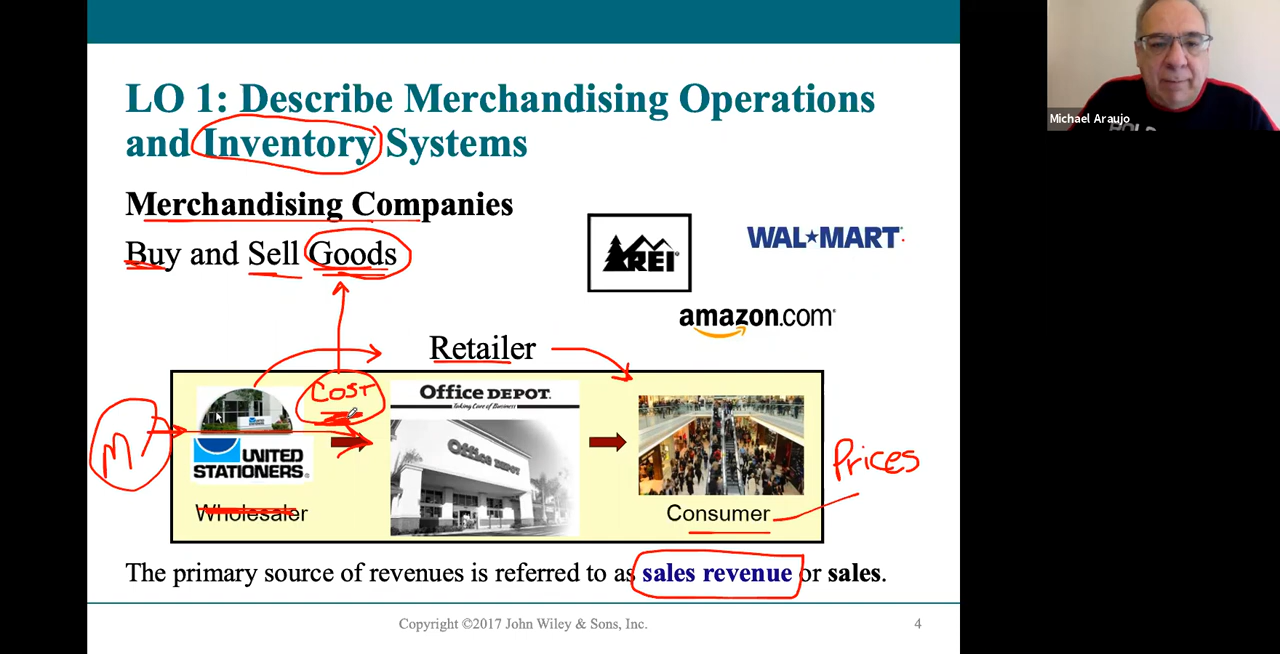 LO 1: Describe Merchandising Operations
and Inventory Systems
Merchandising Companies
Buy and Sell Goods
REI
WAL★MART
amazon.com
Retailer
COST
Office DEPOT.
Taking Care of Business
Office DEPOT
M
UNITED
STATIONERS®
Wholesaler
Consumer
Prices
The primary source of revenues is referred to as sales revenue or sales.
Copyright ©2017 John Wiley & Sons, Inc.
4
Michael Araujo